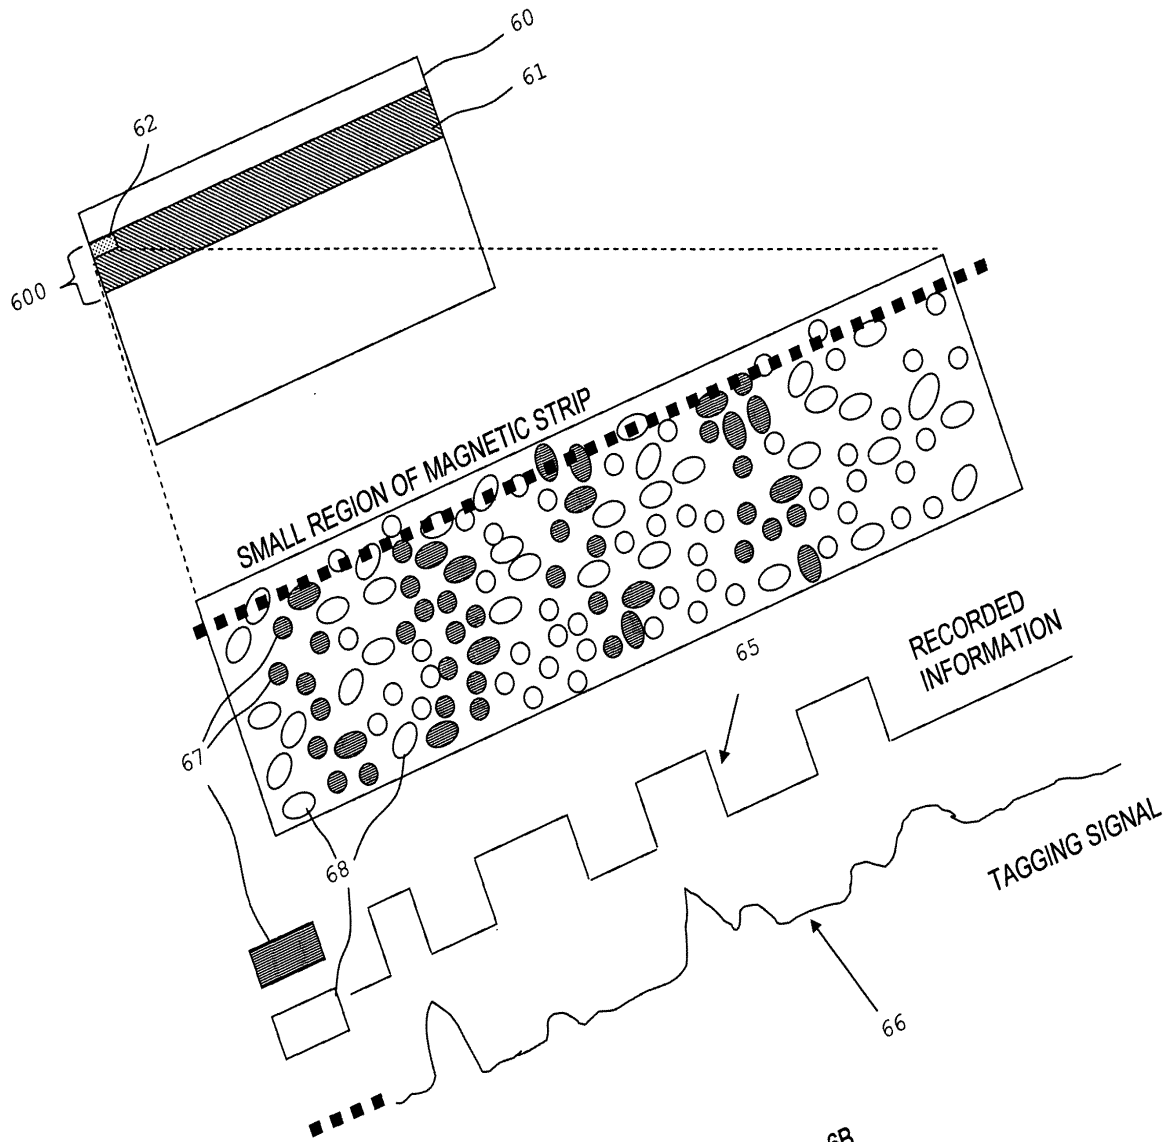 60
61
62
600
SMALL REGION OF MAGNETIC STRIP
65
RECORDED
INFORMATION
67
68
TAGGING SIGNAL
66